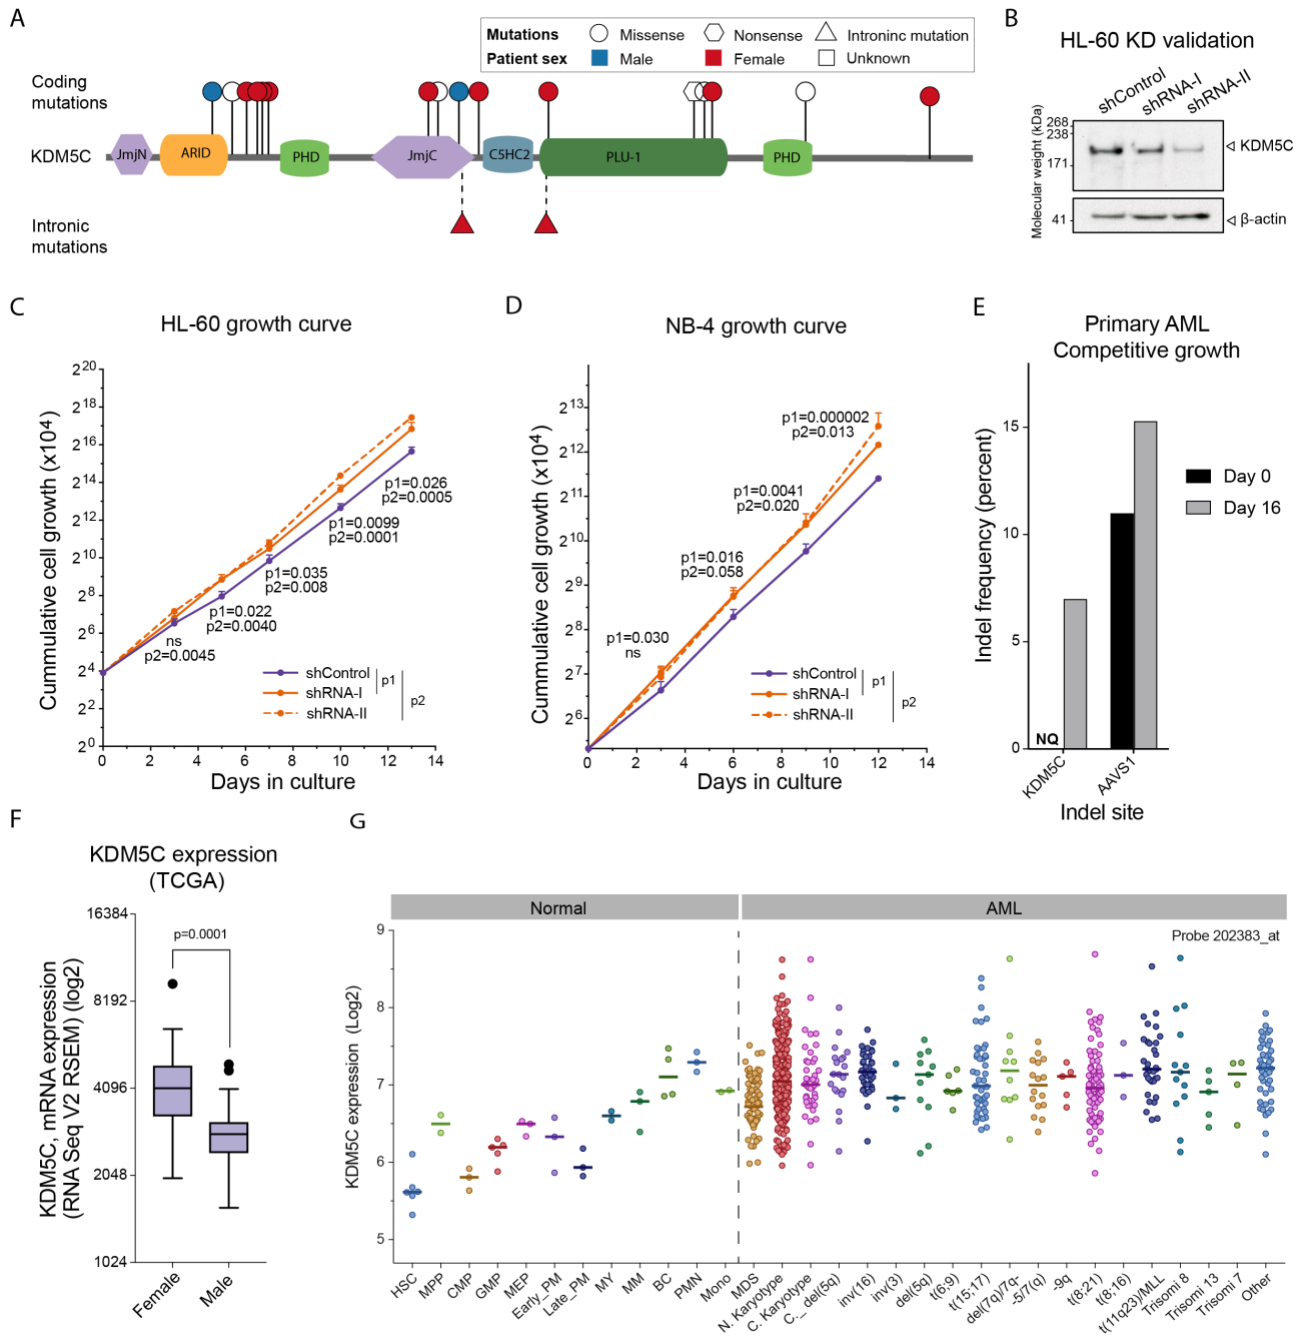 A
Mutations Missense Nonsense Introninc mutation
Patient sex Male Female Unknown
Coding
mutations
KDM5C
JmjN ARID PHD JmjC C5HC2 PLU-1 PHD
Intronic
mutations
B
HL-60 KD validation
shControl shRNA-I shRNA-II
Molecular weight (kDa)
268
238
171
41
KDM5C
β-actin
C
HL-60 growth curve
Cummulative cell growth (x10⁴)
2²⁰
2¹⁸
2¹⁶
2¹⁴
2¹²
2¹⁰
2⁸
2⁶
2⁴
2²
2⁰
ns
p2=0.0045
p1=0.022
p2=0.0040
p1=0.035
p2=0.008
p1=0.0099
p2=0.0001
p1=0.026
p2=0.0005
shControl
shRNA-I
shRNA-II
p1
p2
0 2 4 6 8 10 12 14
Days in culture
D
NB-4 growth curve
Cummulative cell growth (x10⁴)
2¹³
2¹²
2¹¹
2¹⁰
2⁹
2⁸
2⁷
2⁶
p1=0.030
ns
p1=0.016
p2=0.058
p1=0.0041
p2=0.020
p1=0.000002
p2=0.013
shControl
shRNA-I
shRNA-II
p1
p2
0 2 4 6 8 10 12 14
Days in culture
E
Primary AML
Competitive growth
Indel frequency (percent)
15
10
5
0
NQ
Day 0
Day 16
KDM5C AAVS1
Indel site
F
KDM5C expression
(TCGA)
KDM5C, mRNA expression
(RNA Seq V2 RSEM) (log2)
16384
8192
4096
2048
1024
p=0.0001
Female Male
G
Normal AML
Probe 202383_at
KDM5C expression (Log2)
9
8
7
6
5
HSC MPP CMP GMP MEP Early_PM Late_PM MY MM BC PMN Mono MDS N. Karyotype C. Karyotype C._ del(5q) inv(16) inv(3) del(5q) t(6;9) t(15;17) del(7q)/7q- -5/7(q) -9q t(8;21) t(8;16) t(11q23)/MLL Trisomi 8 Trisomi 13 Trisomi 7 Other